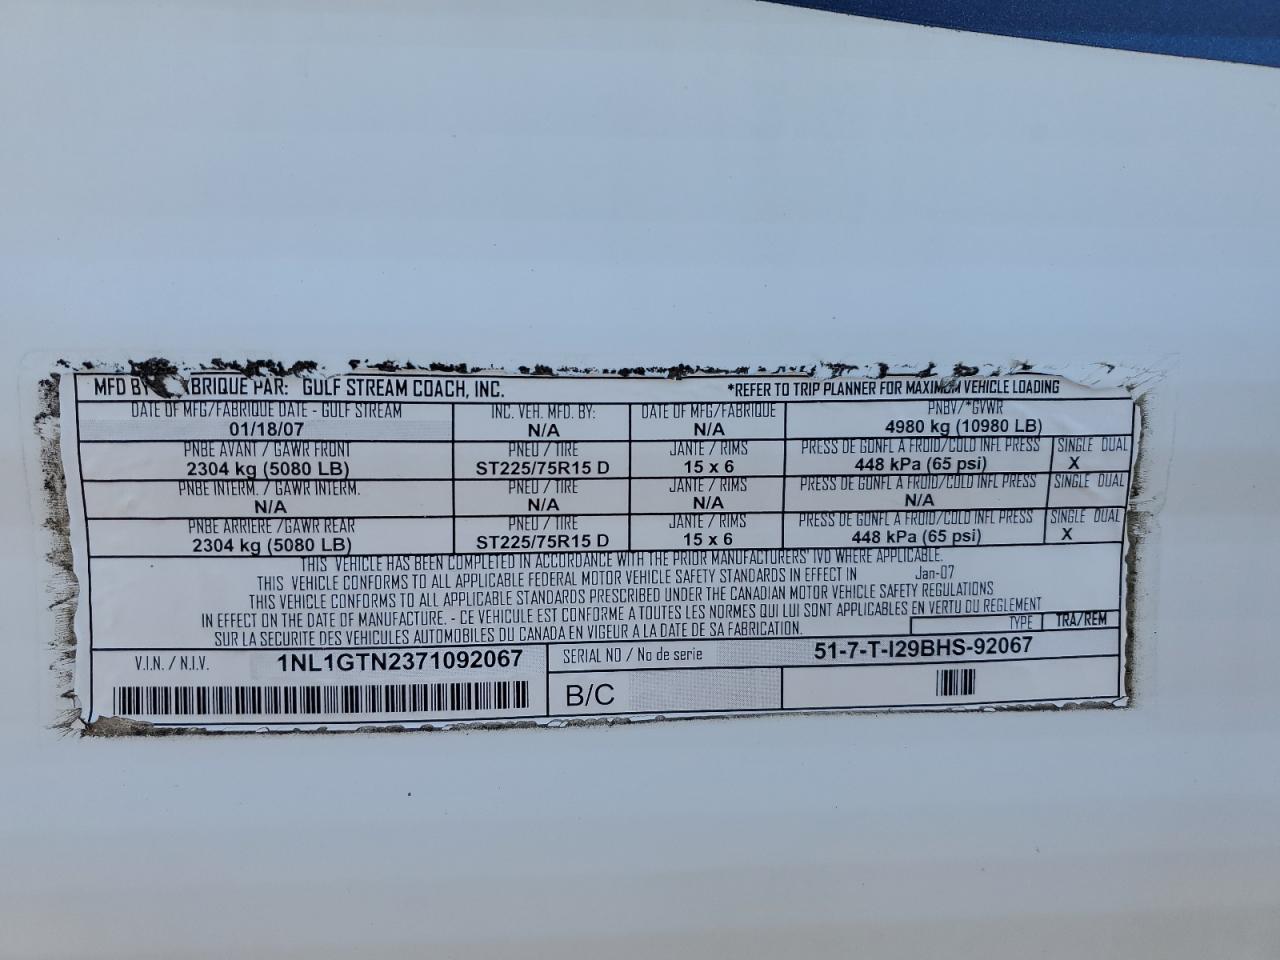 MFD BY BRIQUE PAR: GULF STREAM COACH, INC. *REFER TO TRIP PLANNER FOR MAXIMUM VEHICLE LOADING
DATE OF MFG/FABRIQUE DATE - GULF STREAM INC. VEH. MFD. BY: DATE OF MFG/FABRIQUE PNBV/*GVWR
01/18/07 N/A N/A 4980 kg (10980 LB)
PNBE AVANT / GAWR FRONT PNEU / TIRE JANTE / RIMS PRESS DE GONFL A FROID/COLD INFL PRESS SINGLE DUAL
2304 kg (5080 LB) ST225/75R15 D 15 x 6 448 kPa (65 psi) X
PNBE INTERM. / GAWR INTERM. PNEU / TIRE JANTE / RIMS PRESS DE GONFL A FROID/COLD INFL PRESS SINGLE DUAL
N/A N/A N/A N/A
PNBE ARRIERE /GAWR REAR PNEU / TIRE JANTE / RIMS PRESS DE GONFL A FROID/COLD INFL PRESS SINGLE DUAL
2304 kg (5080 LB) ST225/75R15 D 15 x 6 448 kPa (65 psi) X
THIS VEHICLE HAS BEEN COMPLETED IN ACCORDANCE WITH THE PRIOR MANUFACTURERS' IVD WHERE APPLICABLE.
THIS VEHICLE CONFORMS TO ALL APPLICABLE FEDERAL MOTOR VEHICLE SAFETY STANDARDS IN EFFECT IN Jan-07
THIS VEHICLE CONFORMS TO ALL APPLICABLE STANDARDS PRESCRIBED UNDER THE CANADIAN MOTOR VEHICLE SAFETY REGULATIONS
IN EFFECT ON THE DATE OF MANUFACTURE. - CE VEHICULE EST CONFORME A TOUTES LES NORMES QUI LUI SONT APPLICABLES EN VERTU DU REGLEMENT
SUR LA SECURITE DES VEHICULES AUTOMOBILES DU CANADA EN VIGEUR A LA DATE DE SA FABRICATION. TYPE TRA/REM
V.I.N. / N.I.V. 1NL1GTN2371092067 SERIAL NO / No de serie 51-7-T-I29BHS-92067
B/C